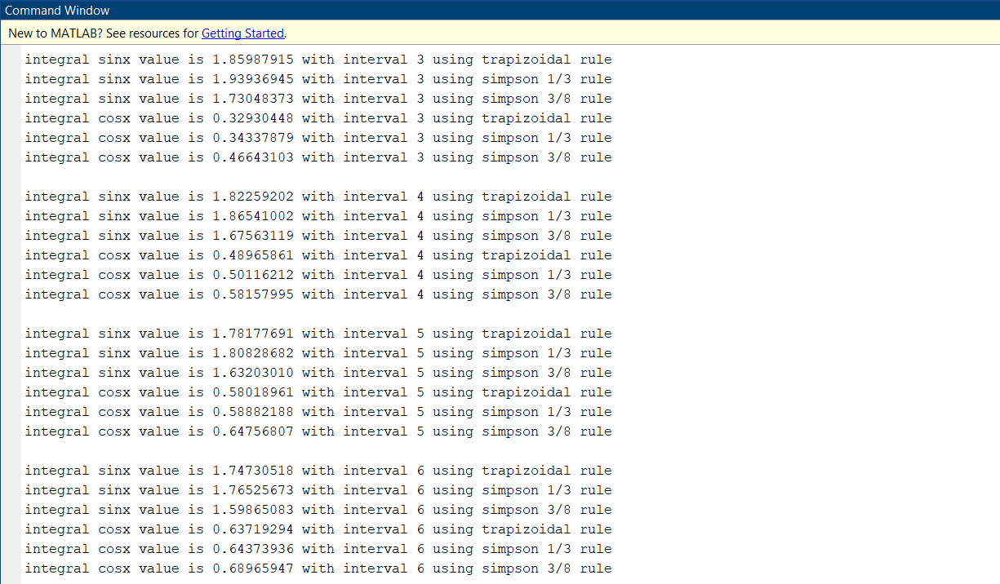 Command Window
New to MATLAB? See resources for Getting Started.
integral sinx value is 1.85987915 with interval 3 using trapizoidal rule
integral sinx value is 1.93936945 with interval 3 using simpson 1/3 rule
integral sinx value is 1.73048373 with interval 3 using simpson 3/8 rule
integral cosx value is 0.32930448 with interval 3 using trapizoidal rule
integral cosx value is 0.34337879 with interval 3 using simpson 1/3 rule
integral cosx value is 0.46643103 with interval 3 using simpson 3/8 rule
integral sinx value is 1.82259202 with interval 4 using trapizoidal rule
integral sinx value is 1.86541002 with interval 4 using simpson 1/3 rule
integral sinx value is 1.67563119 with interval 4 using simpson 3/8 rule
integral cosx value is 0.48965861 with interval 4 using trapizoidal rule
integral cosx value is 0.50116212 with interval 4 using simpson 1/3 rule
integral cosx value is 0.58157995 with interval 4 using simpson 3/8 rule
integral sinx value is 1.78177691 with interval 5 using trapizoidal rule
integral sinx value is 1.80828682 with interval 5 using simpson 1/3 rule
integral sinx value is 1.63203010 with interval 5 using simpson 3/8 rule
integral cosx value is 0.58018961 with interval 5 using trapizoidal rule
integral cosx value is 0.58882188 with interval 5 using simpson 1/3 rule
integral cosx value is 0.64756807 with interval 5 using simpson 3/8 rule
integral sinx value is 1.74730518 with interval 6 using trapizoidal rule
integral sinx value is 1.76525673 with interval 6 using simpson 1/3 rule
integral sinx value is 1.59865083 with interval 6 using simpson 3/8 rule
integral cosx value is 0.63719294 with interval 6 using trapizoidal rule
integral cosx value is 0.64373936 with interval 6 using simpson 1/3 rule
integral cosx value is 0.68965947 with interval 6 using simpson 3/8 rule